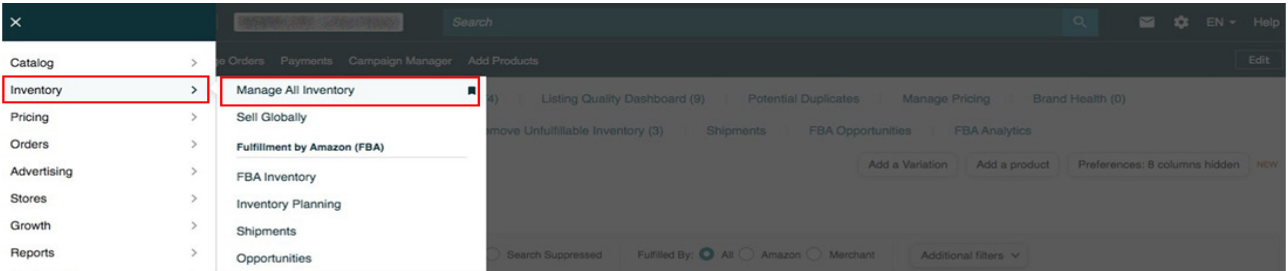 Search
EN
Help
Catalog
e Orders Payments Campaign Manager Add Products
Edit
Inventory
Manage All Inventory
4) Listing Quality Dashboard (9) Potential Duplicates Manage Pricing Brand Health (0)
Pricing
Sell Globally
move Unfulfillable Inventory (3) Shipments FBA Opportunities FBA Analytics
Orders
Fulfillment by Amazon (FBA)
Add a Variation Add a product Preferences: 8 columns hidden NEW
Advertising
FBA Inventory
Stores
Inventory Planning
Growth
Shipments
Reports
Opportunities
Search Suppressed Fulfilled By: All Amazon Merchant Additional filters